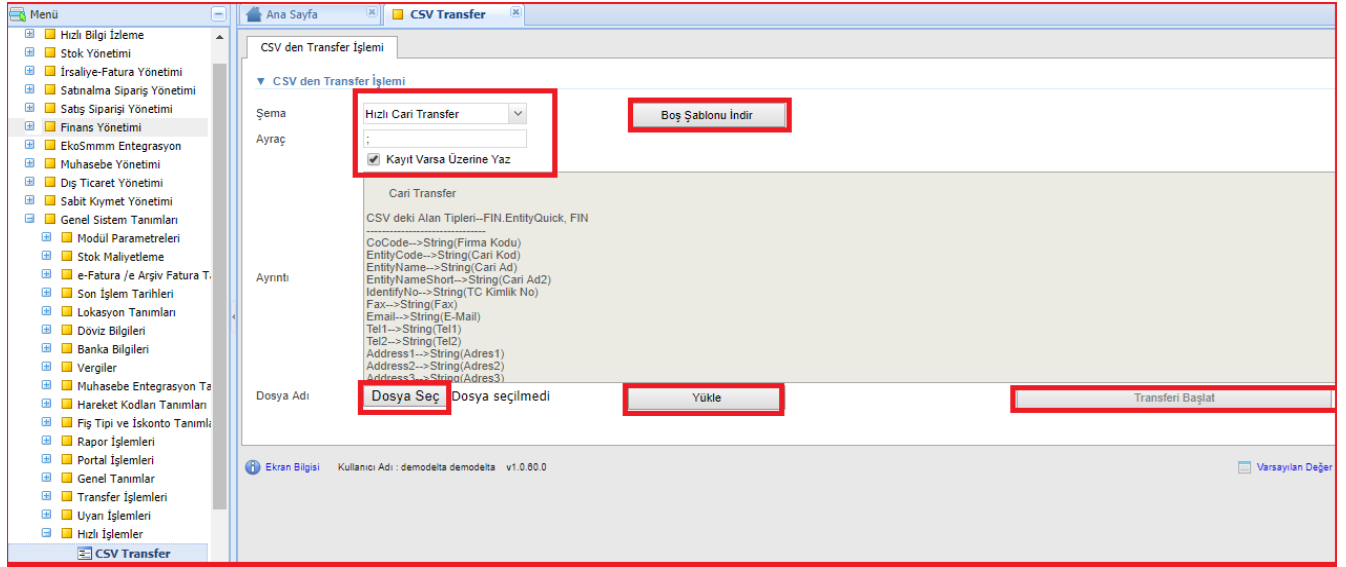 Menü
Hızlı Bilgi İzleme
Stok Yönetimi
İrsaliye-Fatura Yönetimi
Satınalma Sipariş Yönetimi
Satış Siparişi Yönetimi
Finans Yönetimi
EkoSmmm Entegrasyon
Muhasebe Yönetimi
Dış Ticaret Yönetimi
Sabit Kıymet Yönetimi
Genel Sistem Tanımları
Modül Parametreleri
Stok Maliyetleme
e-Fatura /e Arşiv Fatura T
Son İşlem Tarihleri
Lokasyon Tanımları
Döviz Bilgileri
Banka Bilgileri
Vergiler
Muhasebe Entegrasyon Ta
Hareket Kodları Tanımları
Fiş Tipi ve İskonto Tanımla
Rapor İşlemleri
Portal İşlemleri
Genel Tanımlar
Transfer İşlemleri
Uyarı İşlemleri
Hızlı İşlemler
CSV Transfer
Ana Sayfa CSV Transfer
CSV den Transfer İşlemi
CSV den Transfer İşlemi
Şema Hızlı Cari Transfer Boş Şablonu İndir
Ayraç ;
Kayıt Varsa Üzerine Yaz
Ayrıntı
Cari Transfer
CSV deki Alan Tipleri--FIN.EntityQuick, FIN
------------------------------
CoCode-->String(Firma Kodu)
EntityCode-->String(Cari Kod)
EntityName-->String(Cari Ad)
EntityNameShort-->String(Cari Ad2)
IdentifyNo-->String(TC Kimlik No)
Fax-->String(Fax)
Email-->String(E-Mail)
Tel1-->String(Tel1)
Tel2-->String(Tel2)
Address1-->String(Adres1)
Address2-->String(Adres2)
Address3-->String(Adres3)
Dosya Adı Dosya Seç Dosya seçilmedi Yükle Transferi Başlat
Ekran Bilgisi Kullanıcı Adı : demodelta demodelta v1.0.60.0 Varsayılan Değer